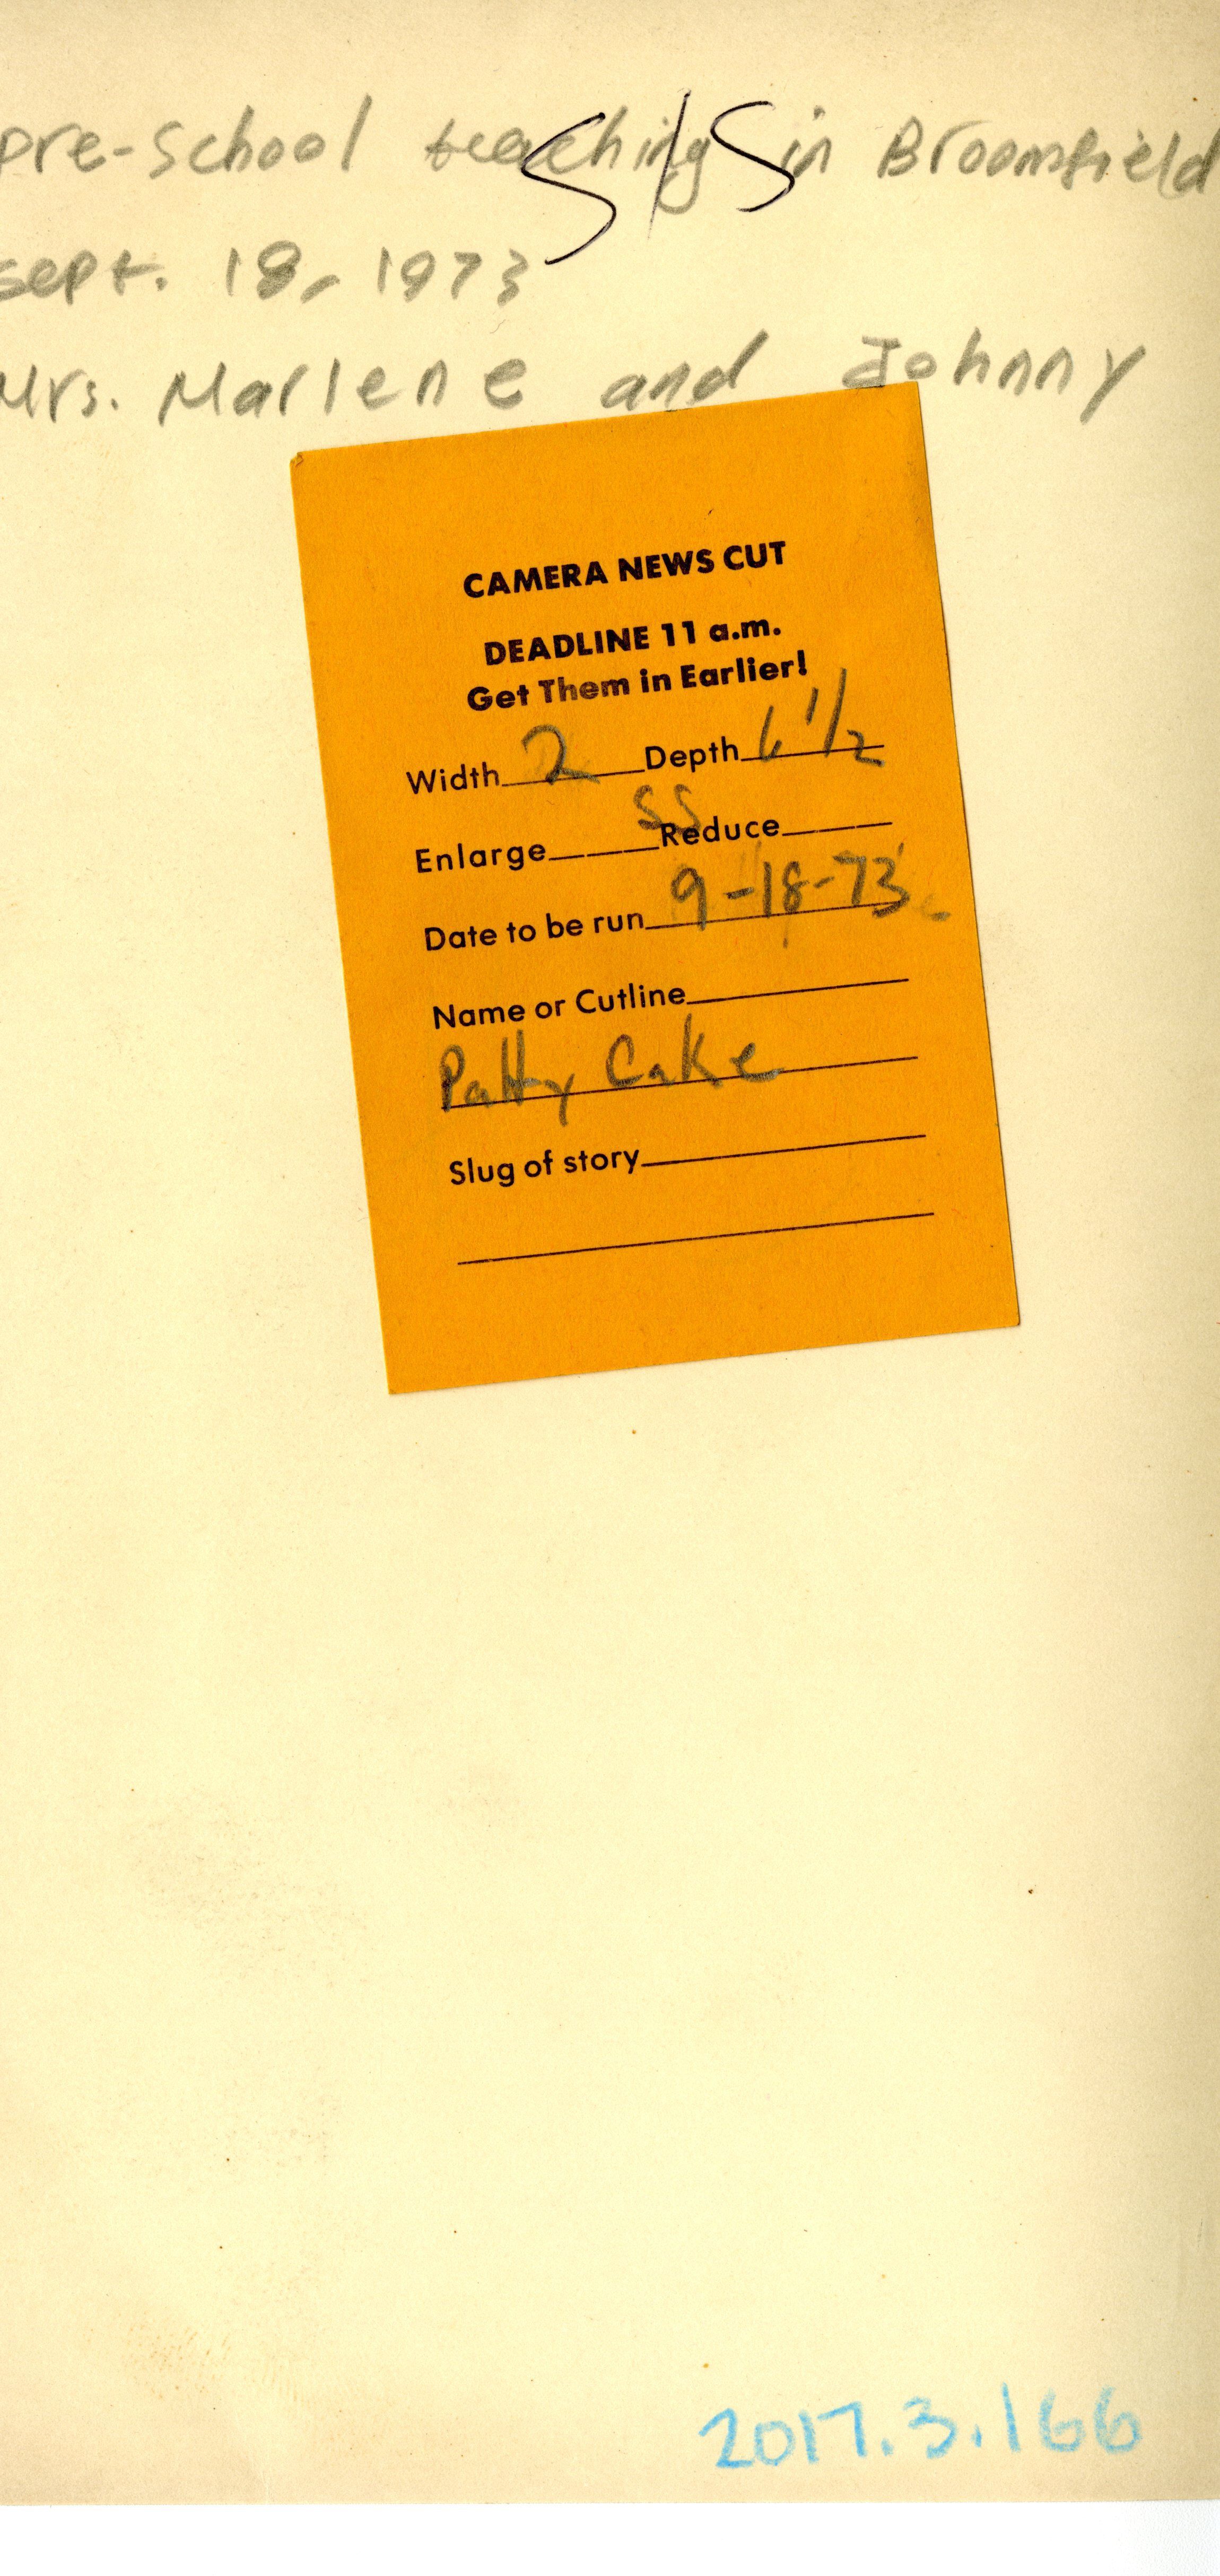 pre-school teaching in Broomfield
S/S
sept. 18, 1973
Mrs. Marlene and Johnny
CAMERA NEWS CUT
DEADLINE 11 a.m.
Get Them in Earlier!
Width 2 Depth 6 1/2
SS
Enlarge Reduce
Date to be run 9-18-73
Name or Cutline
Patty Cake
Slug of story
2017.3.166